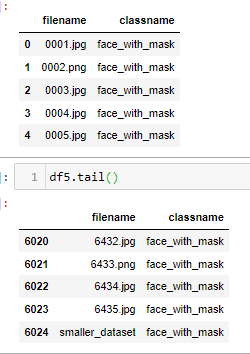 ]:
filename classname
0 0001.jpg face_with_mask
1 0002.png face_with_mask
2 0003.jpg face_with_mask
3 0004.jpg face_with_mask
4 0005.jpg face_with_mask
]: 1 df5.tail()
]:
filename classname
6020 6432.jpg face_with_mask
6021 6433.png face_with_mask
6022 6434.jpg face_with_mask
6023 6435.jpg face_with_mask
6024 smaller_dataset face_with_mask